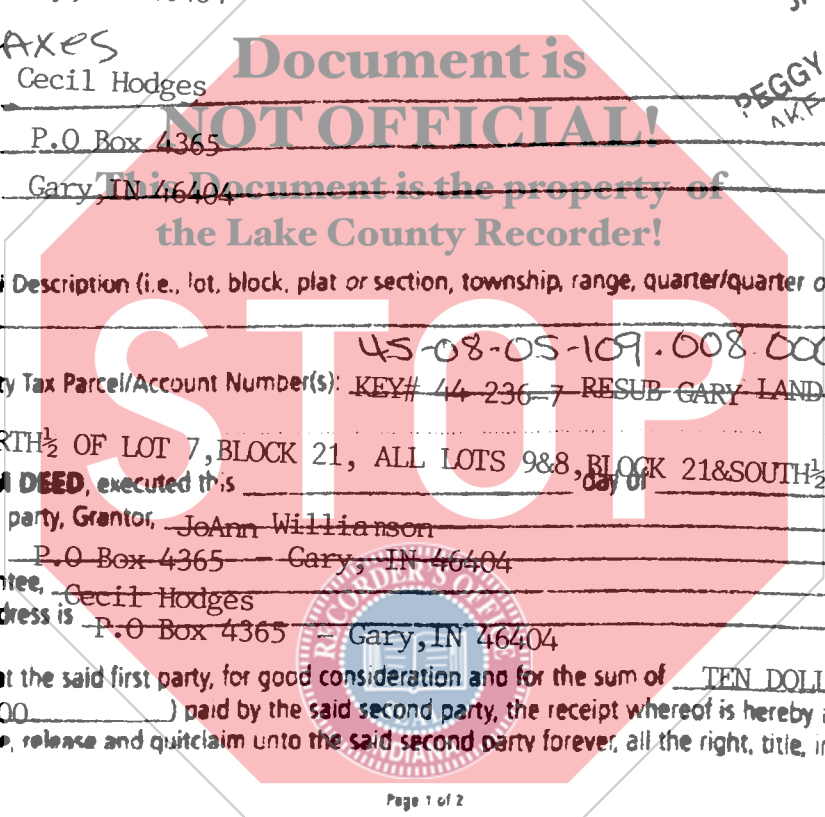 AXES
Document is
Cecil Hodges
PEGGY
NOT OFFICIAL!
P.O Box 4365
This Document is the property of
Gary,IN 46404
the Lake County Recorder!
Description (i.e., lot, block, plat or section, township, range, quarter/quarter
STOP
45-08-05-109.008.000
Tax Parcel/Account Number(s): KEY# 44-236-7 RESUB GARY LAND
RTH½ OF LOT 7,BLOCK 21, ALL LOTS 9&8,BLOCK 21&SOUTH½
DEED, executed this day of
party, Grantor, JoAnn Willianson
P.O Box 4365 - Gary, IN 46404
tee, Cecil Hodges
dress is P.O Box 4365 - Gary,IN 46404
RECORDER'S OFFICE
t the said first party, for good consideration and for the sum of TEN DOLL
00 ) paid by the said second party, the receipt whereof is hereby
, release and quitclaim unto the said second party forever, all the right, title,
INDIANA
Page 1 of 2